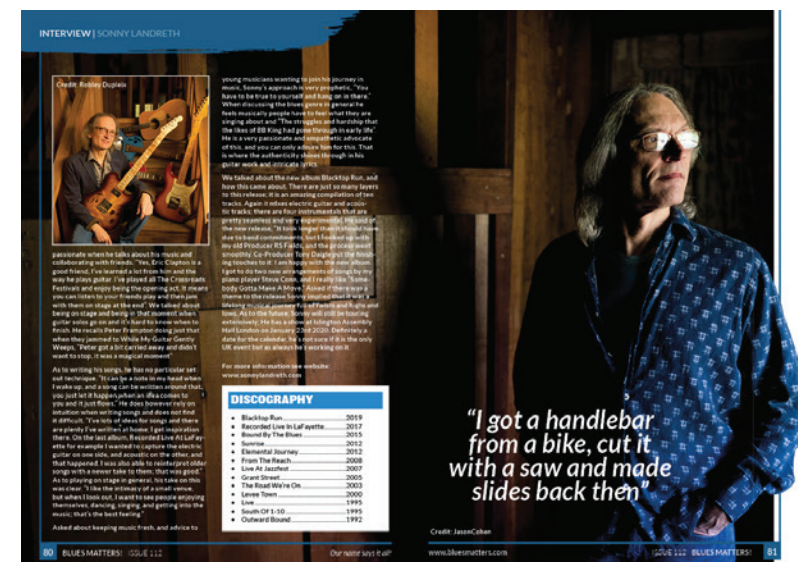 INTERVIEW | SONNY LANDRETH
Credit: Robley Dupleix
passionate when he talks about his music and
collaborating with friends. "Yes, Eric Clapton is a
good friend, I've learned a lot from him and the
way he plays guitar. I've played all The Crossroads
Festivals and enjoy being the opening act. It means
you can listen to your friends play and then jam
with them on stage at the end". We talked about
being on stage and being in that moment when
guitar solos go on and it's hard to know when to
finish. He recalls Peter Frampton doing just that
when they jammed to While My Guitar Gently
Weeps, "Peter got a bit carried away and didn't
want to stop, it was a magical moment"
As to writing his songs, he has no particular set
out technique. "It can be a note in my head when
I wake up, and a song can be written around that,
you just let it happen when an idea comes to
you and it just flows." He does however rely on
intuition when writing songs and does not find
it difficult. "I've lots of ideas for songs and there
are plenty I've written at home; I get inspiration
there. On the last album, Recorded Live In LaFay-
ette for example I wanted to capture the electric
guitar on one side, and acoustic on the other, and
that happened. I was also able to reinterpret older
songs with a newer take to them; that was good."
As to playing on stage in general, his take on this
was clear. "I like the intimacy of a small venue,
but when I look out, I want to see people enjoying
themselves, dancing, singing, and getting into the
music; that's the best feeling."
Asked about keeping music fresh, and advice to
young musicians wanting to join his journey in
music, Sonny's approach is very prophetic, "You
have to be true to yourself and hang on in there."
When discussing the blues genre in general he
feels musically people have to feel what they are
singing about and "The struggles and hardship that
the likes of BB King had gone through in early life"
He is a very passionate and empathetic advocate
of this, and you can only admire him for this. That
is where the authenticity shines through in his
guitar work and intricate lyrics.
We talked about the new album Blacktop Run, and
how this came about. There are just so many layers
to this release; it is an amazing compilation of ten
tracks. Again it mixes electric guitar and acous-
tic tracks; there are four instrumentals that are
pretty seamless and very experimental. He said of
the new release, "It took longer than it should have
due to band commitments, but I hooked up with
my old Producer RS Fields, and the process went
smoothly. Co-Producer Tony Daigle put the finish-
ing touches to it. I am happy with the new album.
I got to do two new arrangements of songs by my
piano player Steve Conn, and I really like "Some-
body Gotta Make A Move." Asked if there was a
theme to the release Sonny implied that it was a
lifelong musical journey full of twists and highs and
lows. As to the future, Sonny will still be touring
extensively. He has a show at Islington Assembly
Hall London on January 23rd 2020. Definitely a
date for the calendar, he's not sure if it is the only
UK event but as always he's working on it
For more information see website:
www.sonnylandreth.com
DISCOGRAPHY
• Blacktop Run 2019
• Recorded Live In LaFayette 2017
• Bound By The Blues 2015
• Sunrise 2012
• Elemental Journey 2012
• From The Reach 2008
• Live At Jazzfest 2007
• Grant Street 2005
• The Road We're On 2003
• Levee Town 2000
• Live 1995
• South Of I-10 1995
• Outward Bound 1992
"I got a handlebar
from a bike, cut it
with a saw and made
slides back then"
Credit: JasonCohen
80 BLUES MATTERS! ISSUE 112
Our name says it all!
www.bluesmatters.com
ISSUE 112 BLUES MATTERS! 81